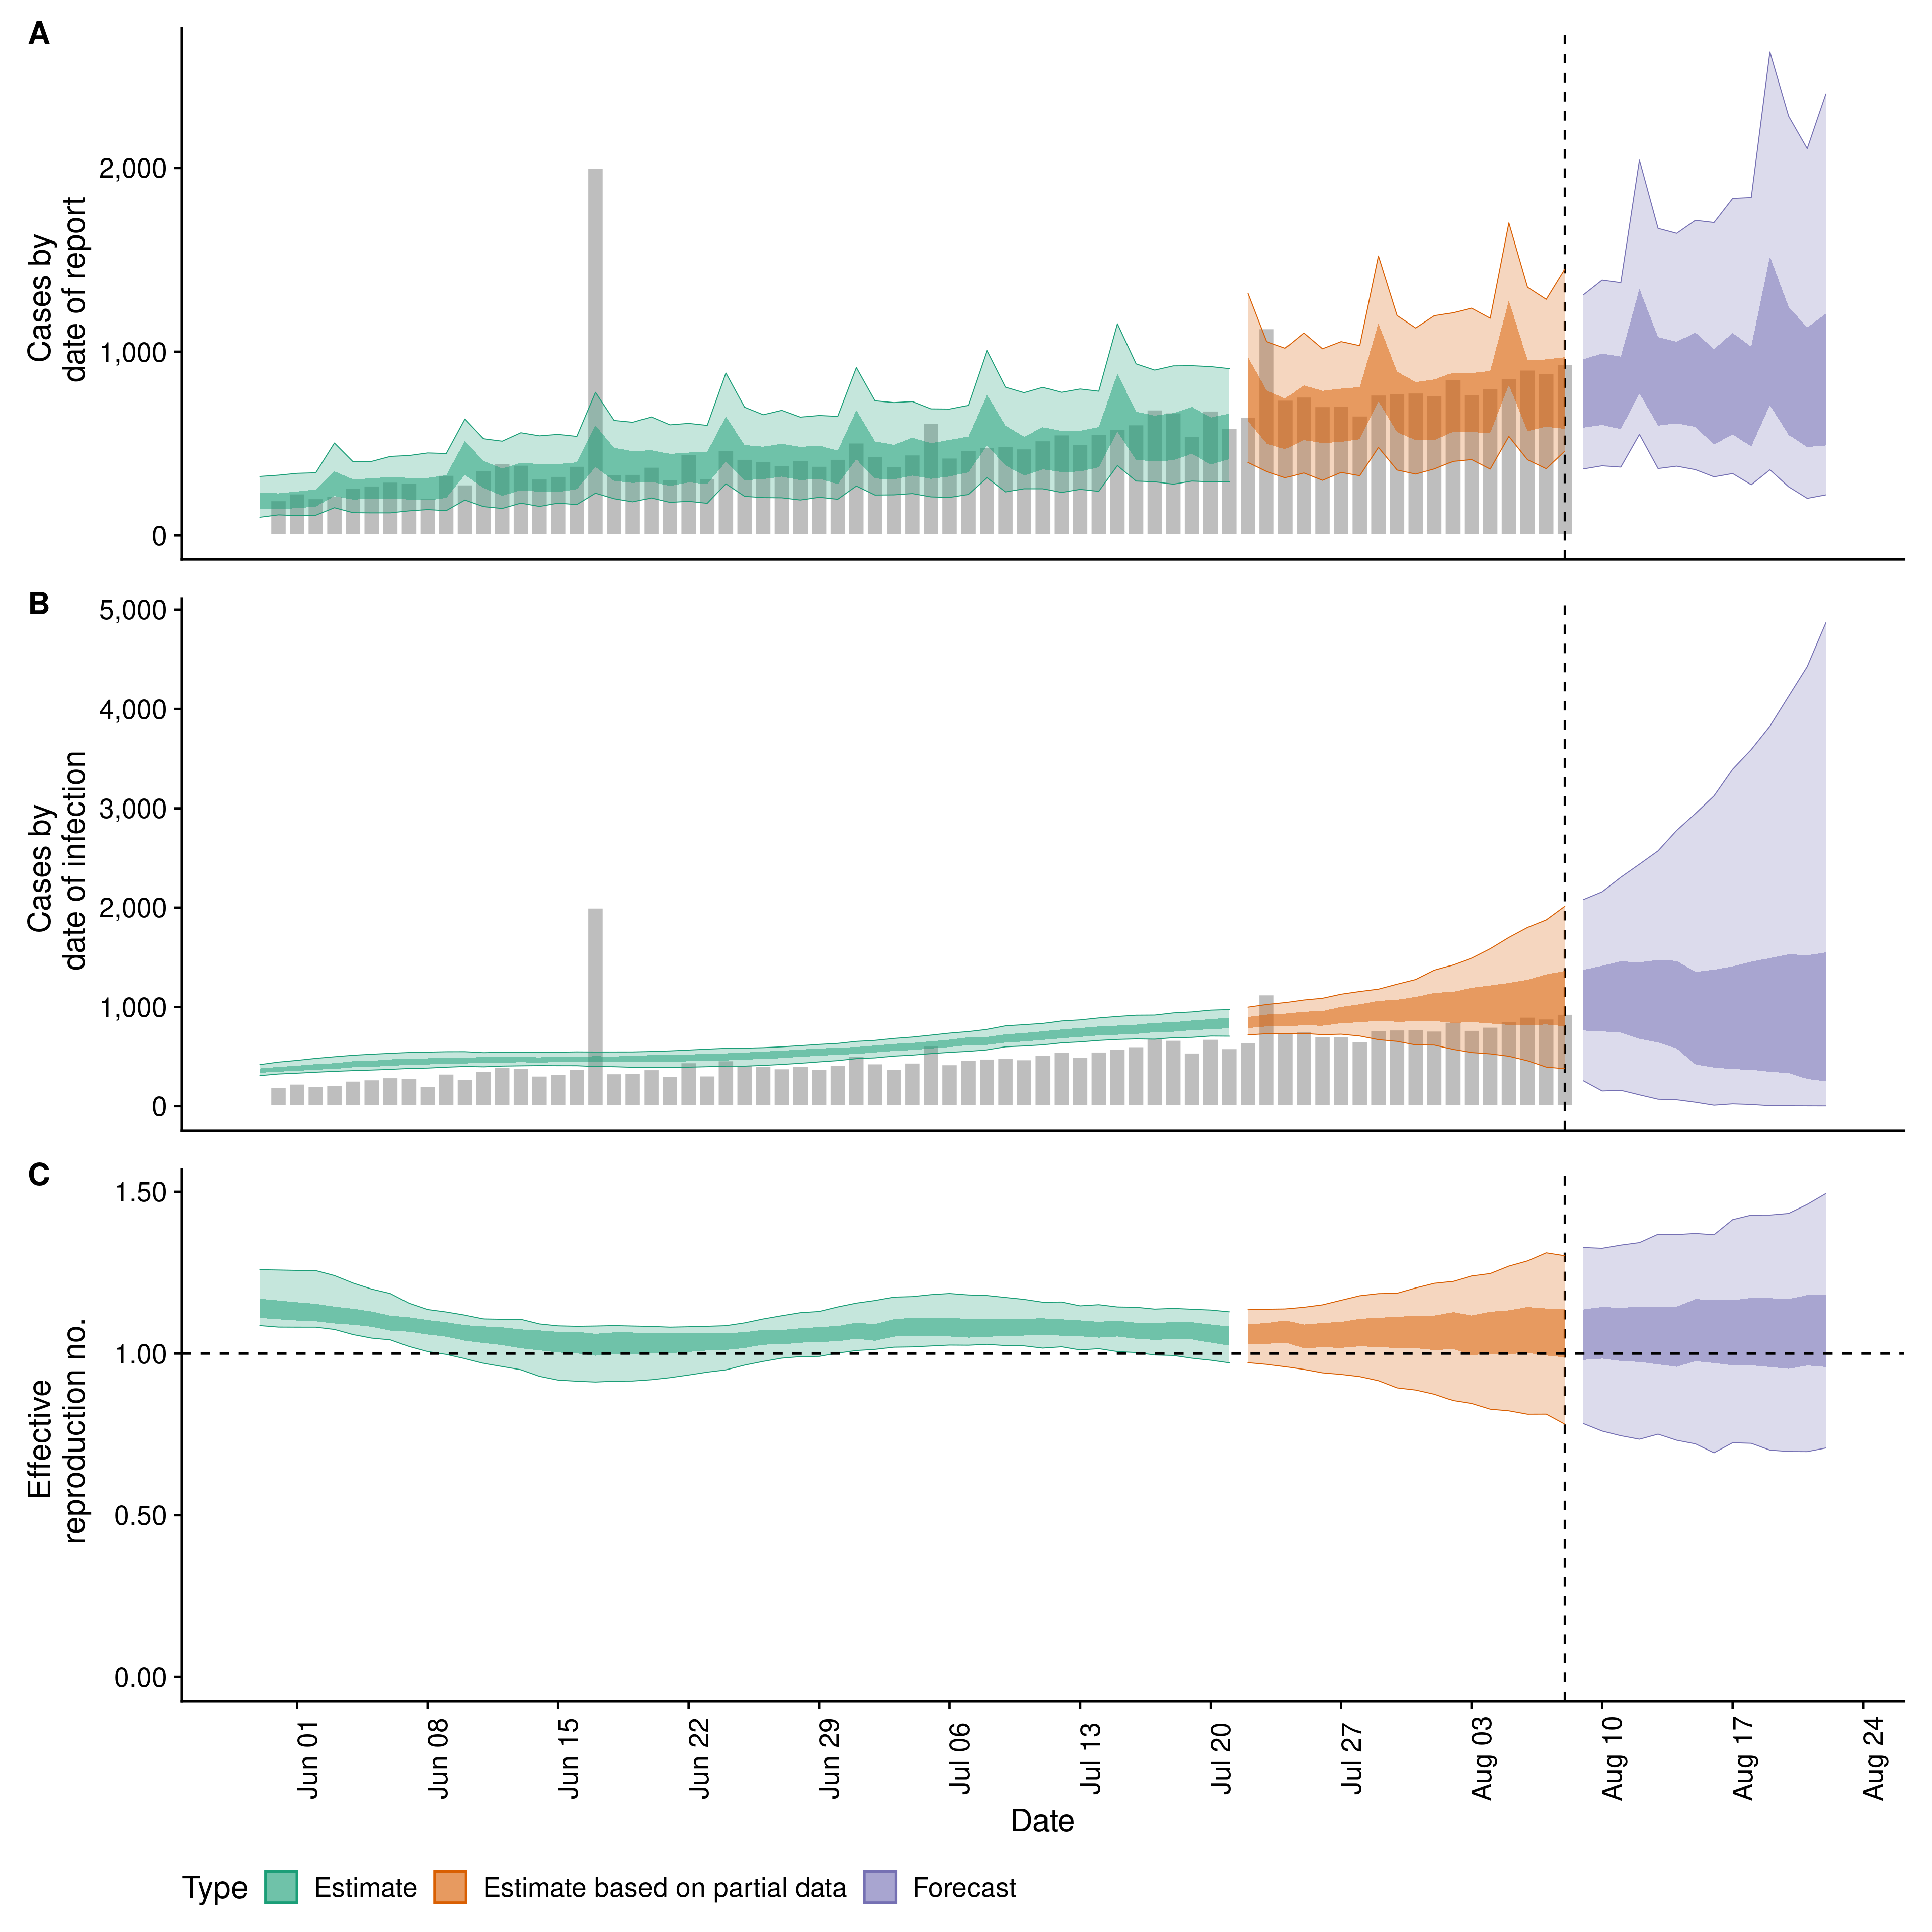 A
Cases by
date of report
2,000
1,000
0
B
Cases by
date of infection
5,000
4,000
3,000
2,000
1,000
0
C
Effective
reproduction no.
1.50
1.00
0.50
0.00
Jun 01
Jun 08
Jun 15
Jun 22
Jun 29
Jul 06
Jul 13
Jul 20
Jul 27
Aug 03
Aug 10
Aug 17
Aug 24
Date
Type Estimate Estimate based on partial data Forecast